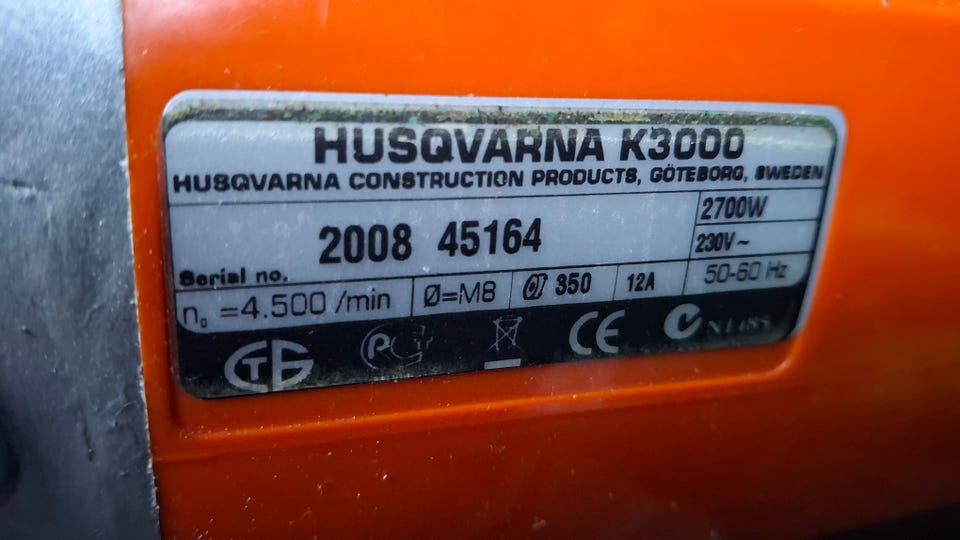 HUSQVARNA K3000
HUSQVARNA CONSTRUCTION PRODUCTS, GÖTEBORG, SWEDEN
2700W
Serial no. 2008 45164
230V~
n₀ =4.500 /min Ø=M8 350 12A 50-60 Hz
CE N1485